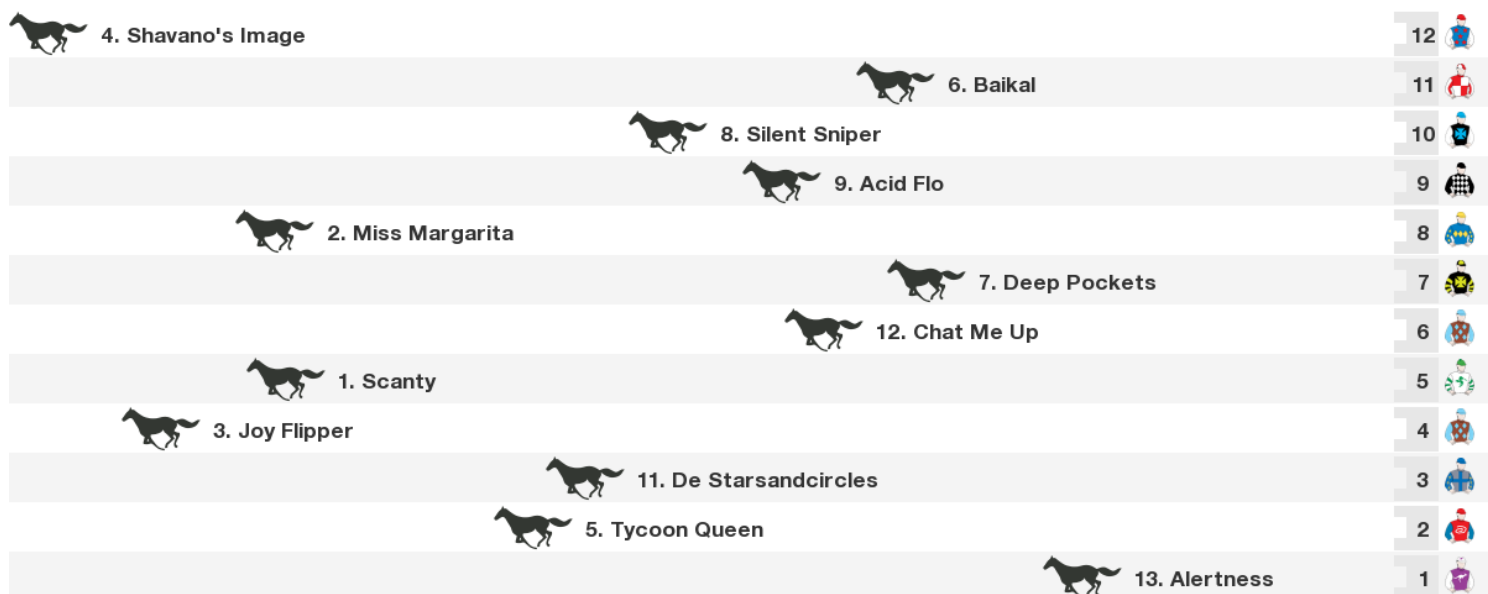 4. Shavano's Image 12
6. Baikal 11
8. Silent Sniper 10
9. Acid Flo 9
2. Miss Margarita 8
7. Deep Pockets 7
12. Chat Me Up 6
1. Scanty 5
3. Joy Flipper 4
11. De Starsandcircles 3
5. Tycoon Queen 2
13. Alertness 1